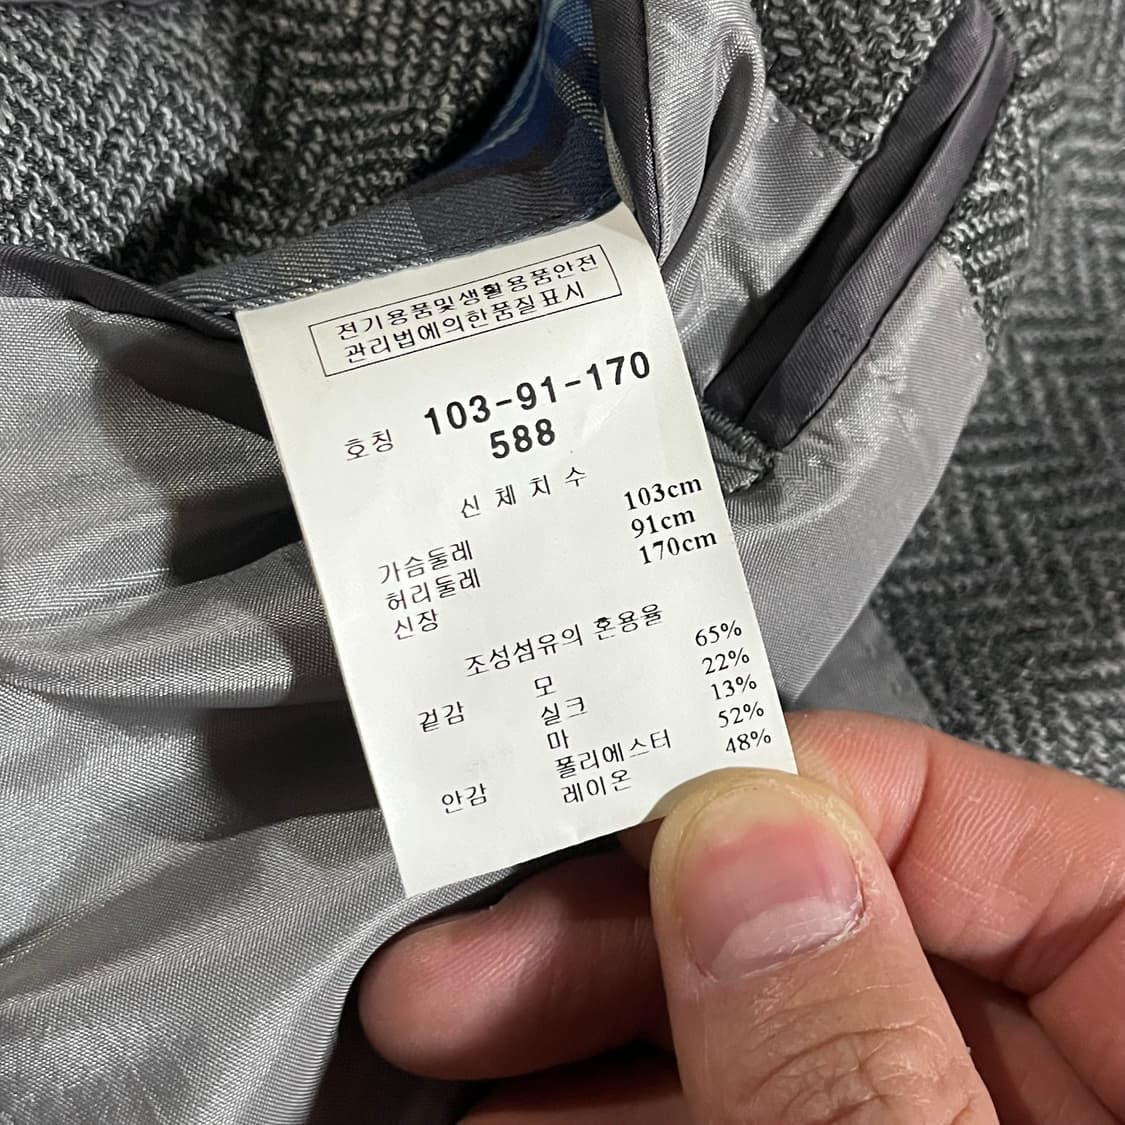 전기용품및생활용품안전
관리법에의한품질표시
호칭 103-91-170
588
신체치수
가슴둘레 103cm
허리둘레 91cm
신장 170cm
조성섬유의 혼용율
겉감 모 65%
실크 22%
마 13%
안감 폴리에스터 52%
레이온 48%